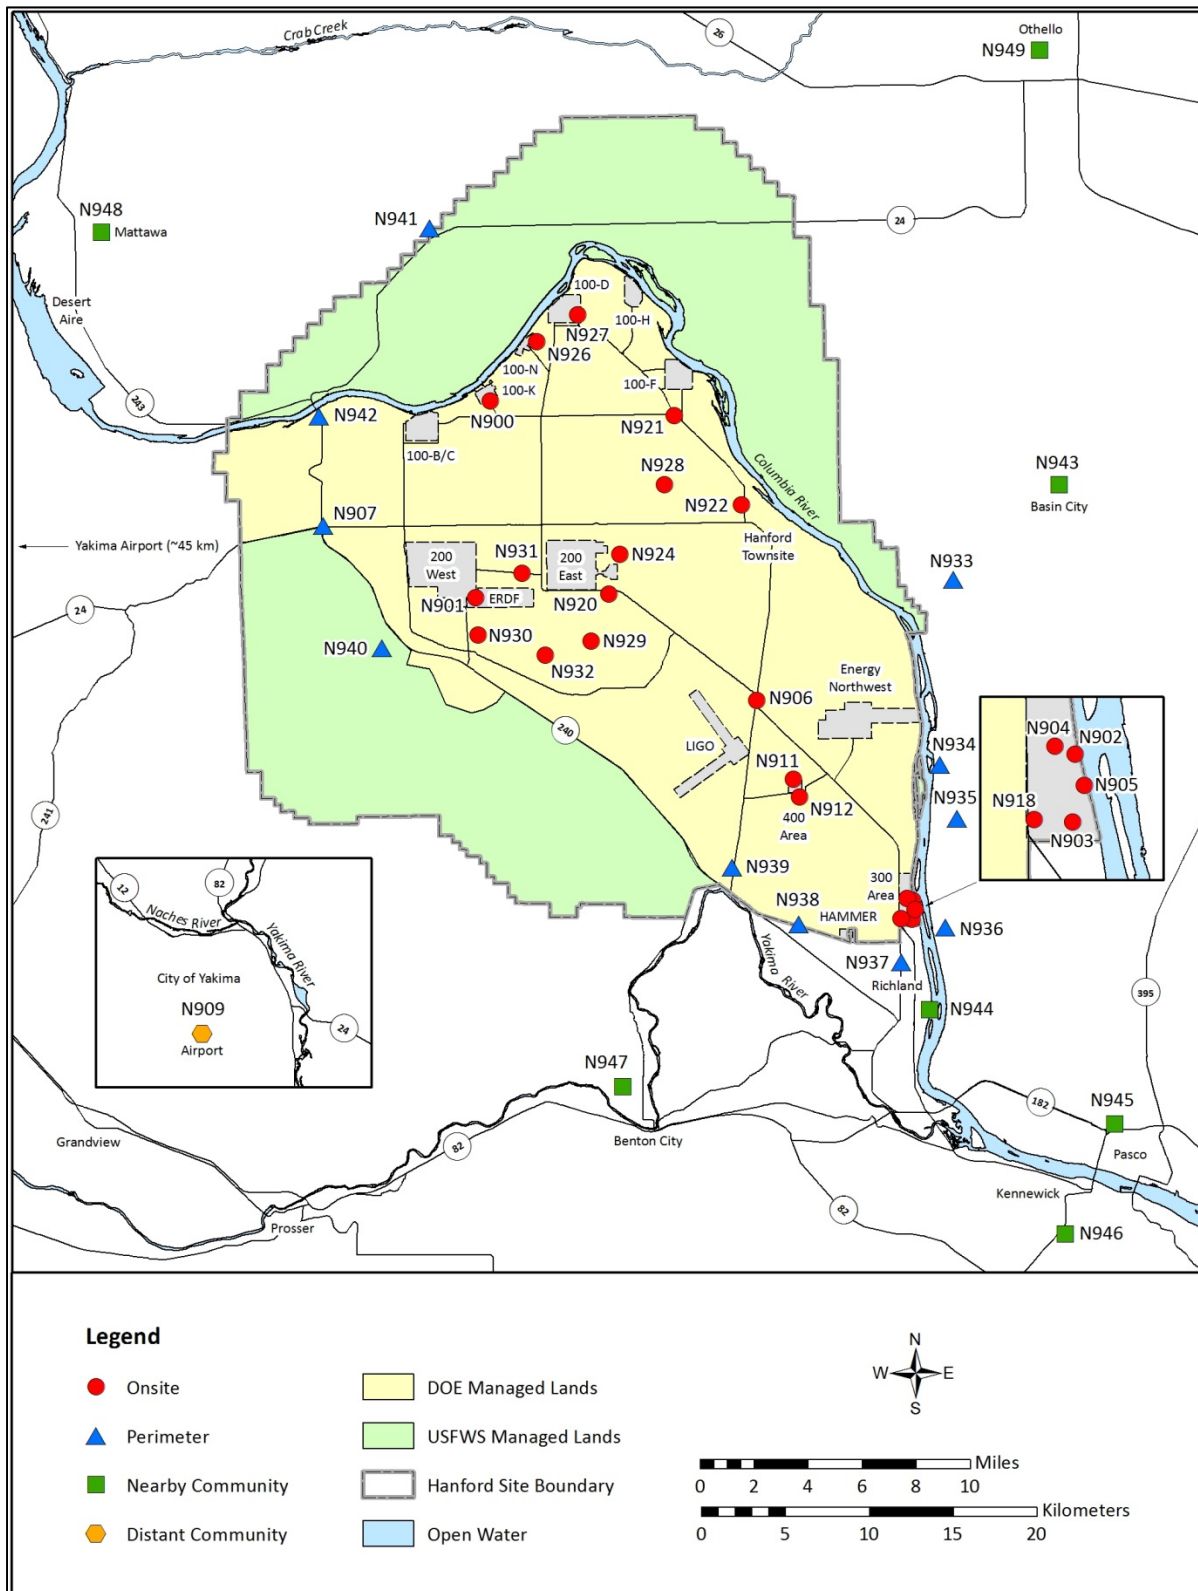 Crab Creek
26
Othello
N949
N948
Mattawa
N941
24
Desert
Aire
243
100-D
N927
100-H
N926
100-N
100-K
N900
100-F
N921
N942
100-B/C
N928
N922
Columbia River
Hanford
Townsite
N943
Basin City
N907
Yakima Airport (~45 km)
24
200
West
N931
200
East
N924
N901
ERDF
N920
N933
N930
N929
N932
N940
Energy
Northwest
N906
240
LIGO
N911
N912
400
Area
N934
N935
N904
N902
N905
N918
N903
241
N939
N938
300
Area
HAMMER
N936
N937
Richland
N944
395
Yakima River
12
82
Naches River
Yakima River
City of Yakima
N909
Airport
24
N947
Benton City
182
N945
Pasco
Grandview
82
Kennewick
82
Prosser
N946
Legend
Onsite
Perimeter
Nearby Community
Distant Community
DOE Managed Lands
USFWS Managed Lands
Hanford Site Boundary
Open Water
N
W E
S
Miles
0 2 4 6 8 10
Kilometers
0 5 10 15 20